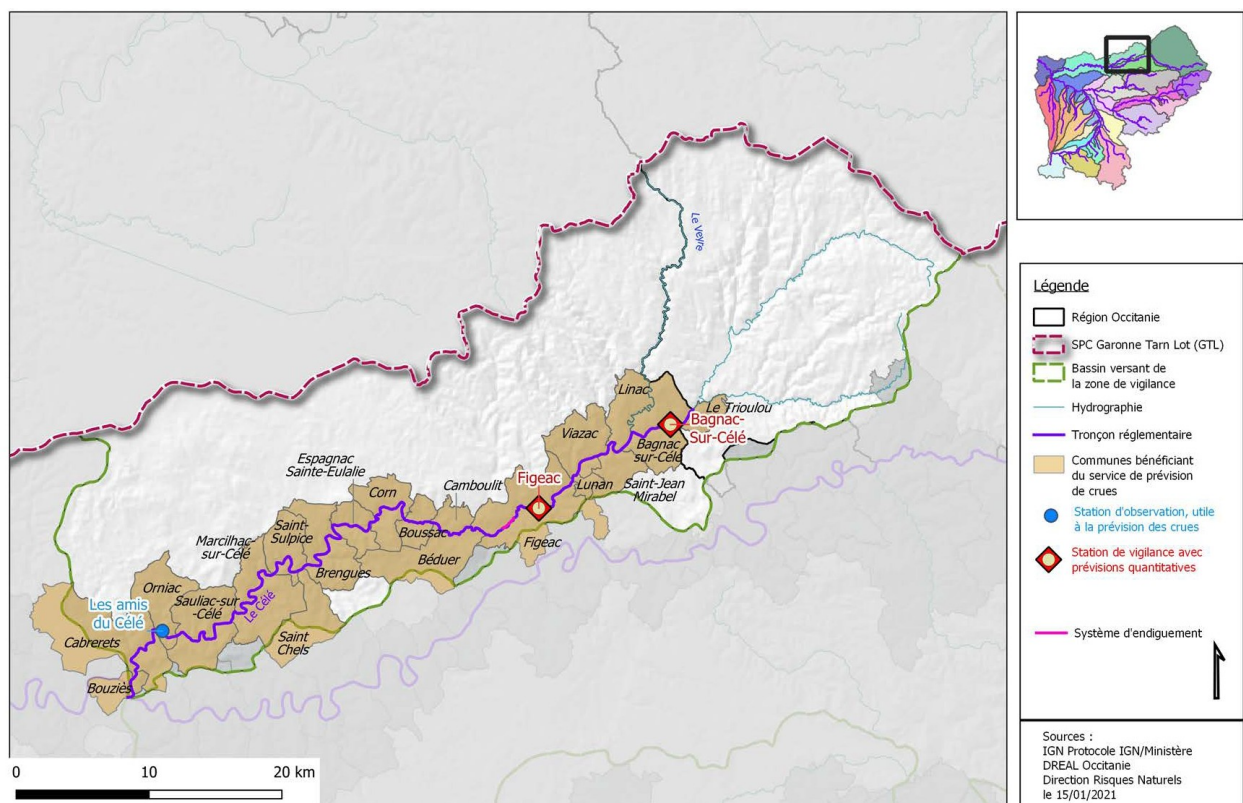 Le Veyre
Linac
Le Trioulou
Bagnac-
Sur-Célé
Viazac
Bagnac
sur-Célé
Espagnac
Sainte-Eulalie
Figeac
Lunan
Saint-Jean
Mirabel
Camboulit
Corn
Saint-
Sulpice
Boussac
Figeac
Marcilhac-
sur-Célé
Béduer
Brengues
Orniac
Sauliac-sur
-Célé
Le Célé
Les amis
du Célé
Saint
Chels
Cabrerets
Bouziès
0 10 20 km
Légende
Région Occitanie
SPC Garonne Tarn Lot (GTL)
Bassin versant de
la zone de vigilance
Hydrographie
Tronçon réglementaire
Communes bénéficiant
du service de prévision
de crues
Station d'observation, utile
à la prévision des crues
Station de vigilance avec
prévisions quantitatives
Système d'endiguement
Sources :
IGN Protocole IGN/Ministère
DREAL Occitanie
Direction Risques Naturels
le 15/01/2021